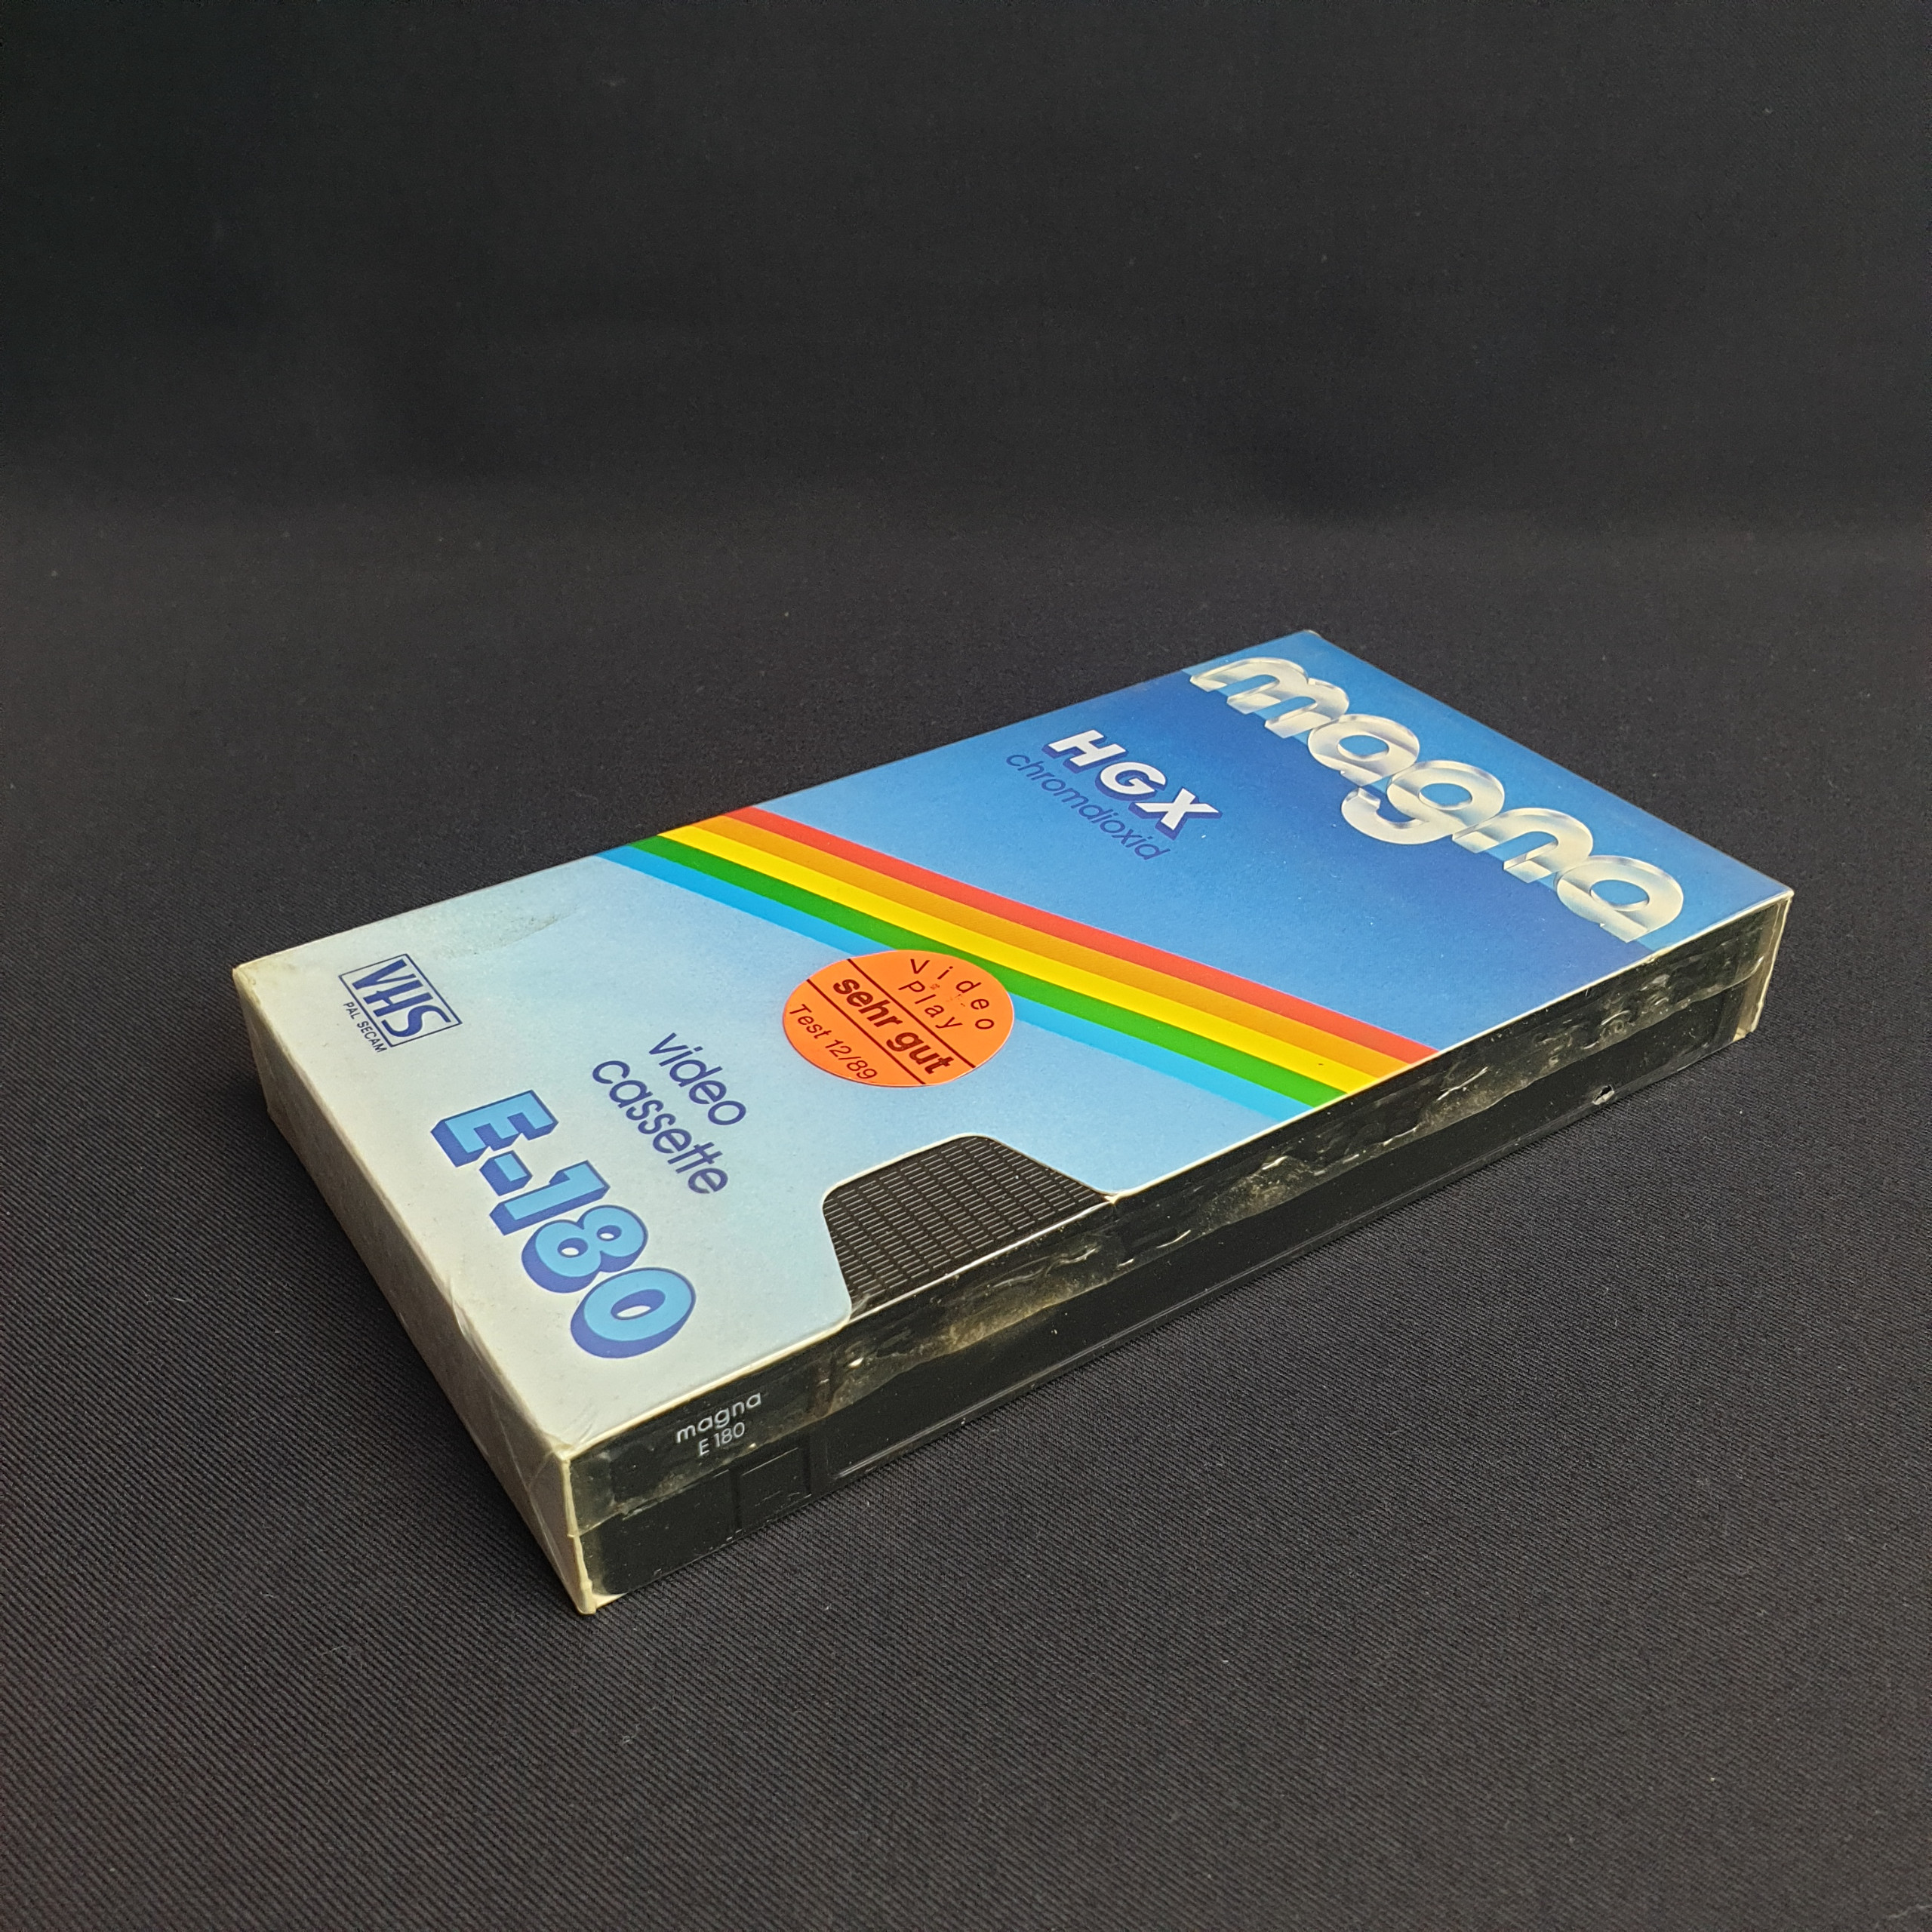 magna
HGX
chromdioxid
Video
Play
sehr gut
Test 12/89
video
cassette
VHS
PAL SECAM
E-180
magna
E 180